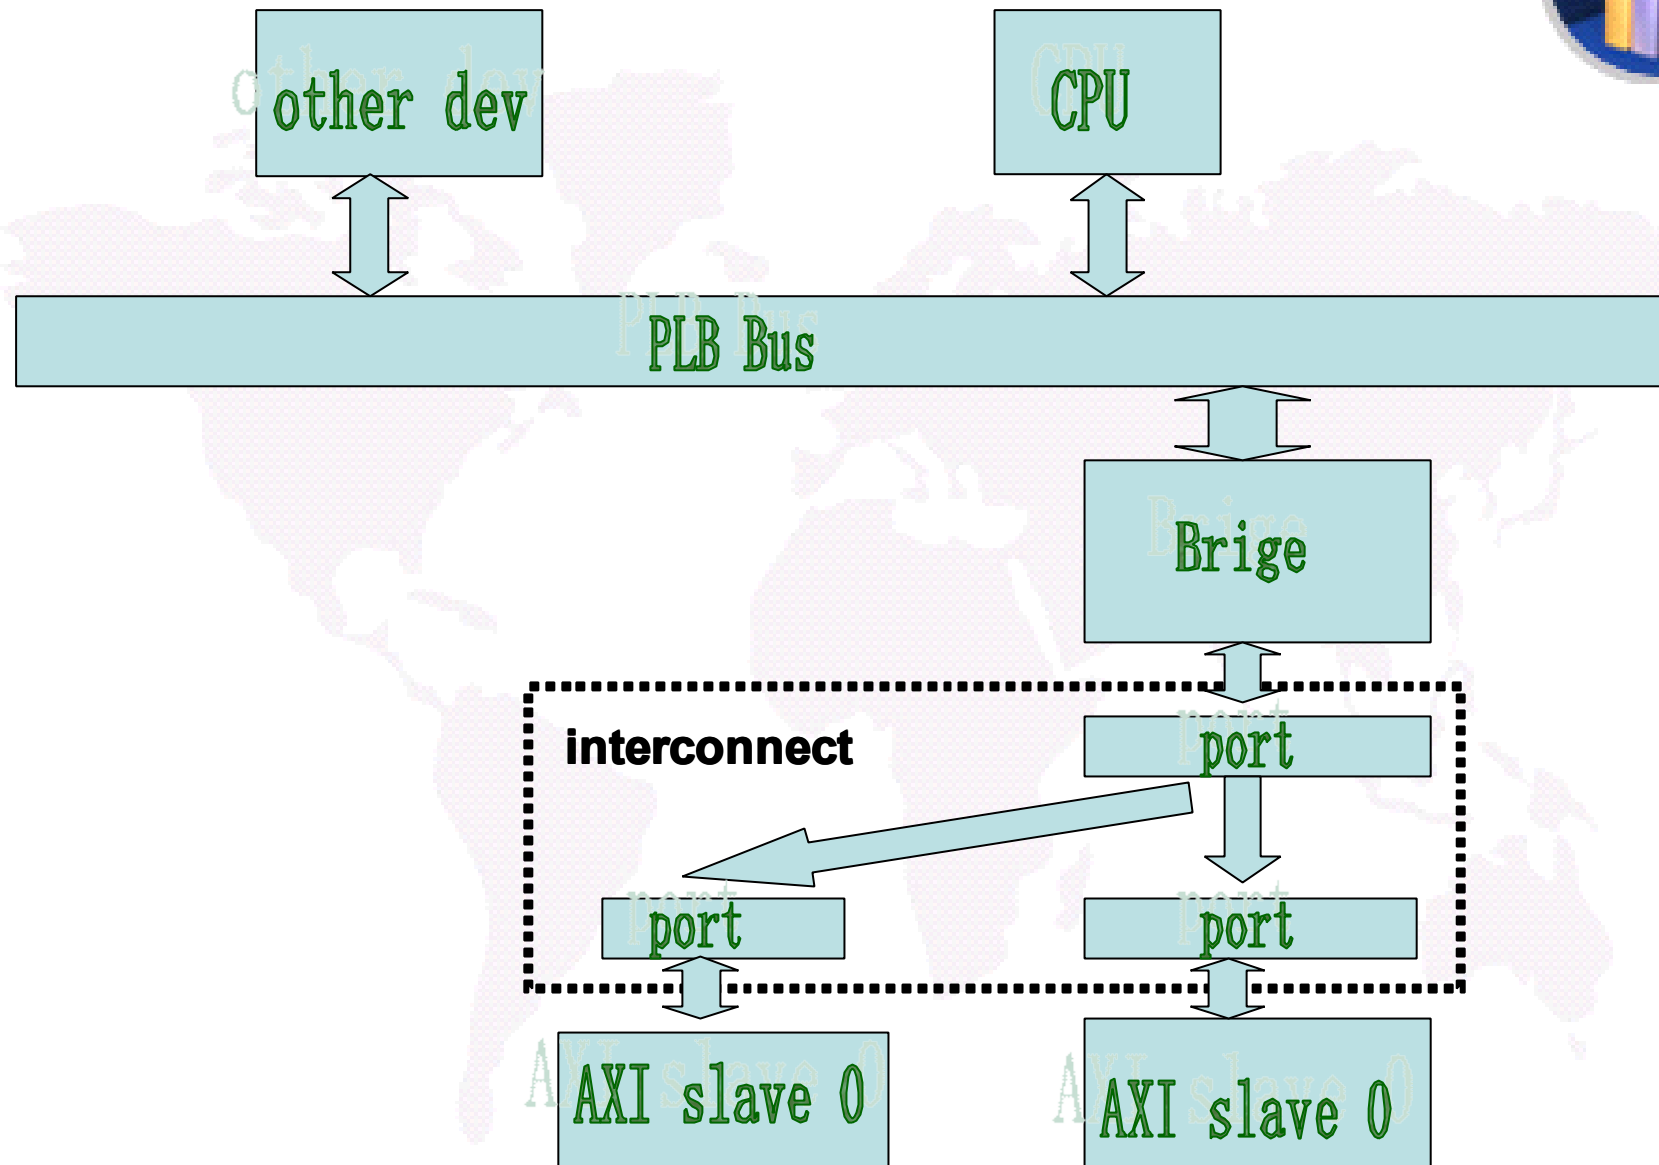 other dev
CPU
PLB Bus
Brige
interconnect
port
port
port
AXI slave 0
AXI slave 0